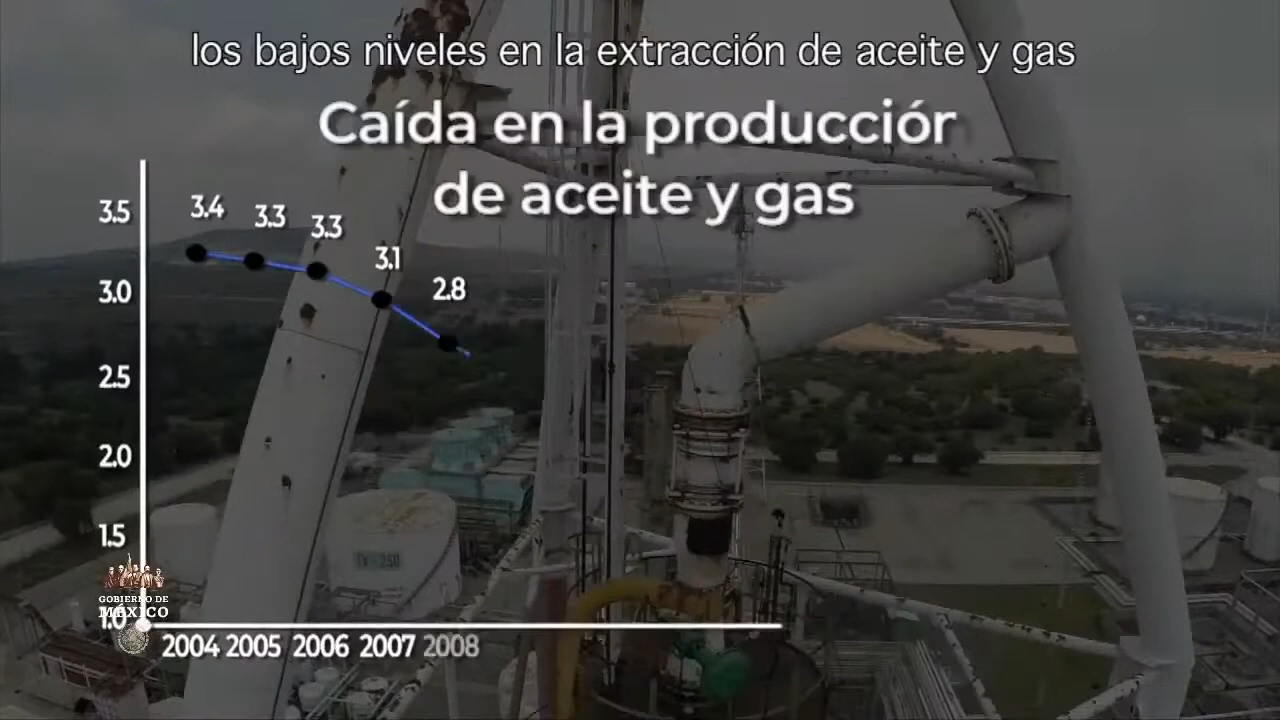 los bajos niveles en la extracción de aceite y gas
Caída en la producciór
de aceite y gas
3.5
3.4
3.3
3.3
3.1
2.8
3.0
2.5
2.0
1.5
1.0
GOBIERNO DE
MÉXICO
TV 250
2004 2005 2006 2007 2008